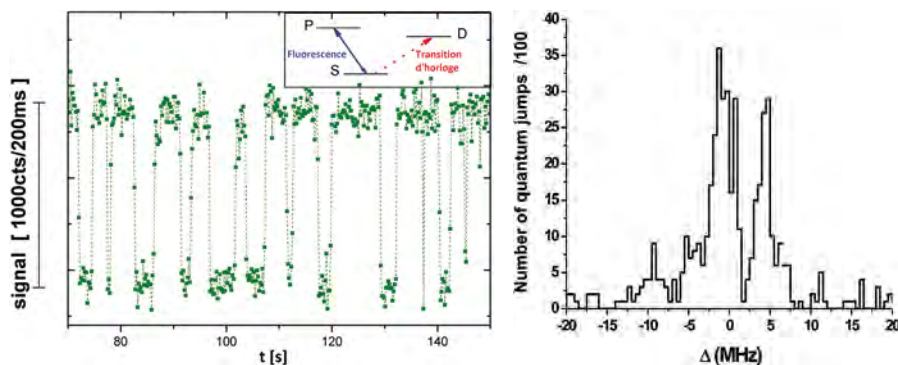 signal [ 1000cts/200ms]
P
D
Fluorescence
Transition
d'horloge
S
80
100
120
140
t [s]
Number of quantum jumps /100
40
35
30
25
20
15
10
5
0
-20
-15
-10
-5
0
5
10
15
20
Δ (MHz)